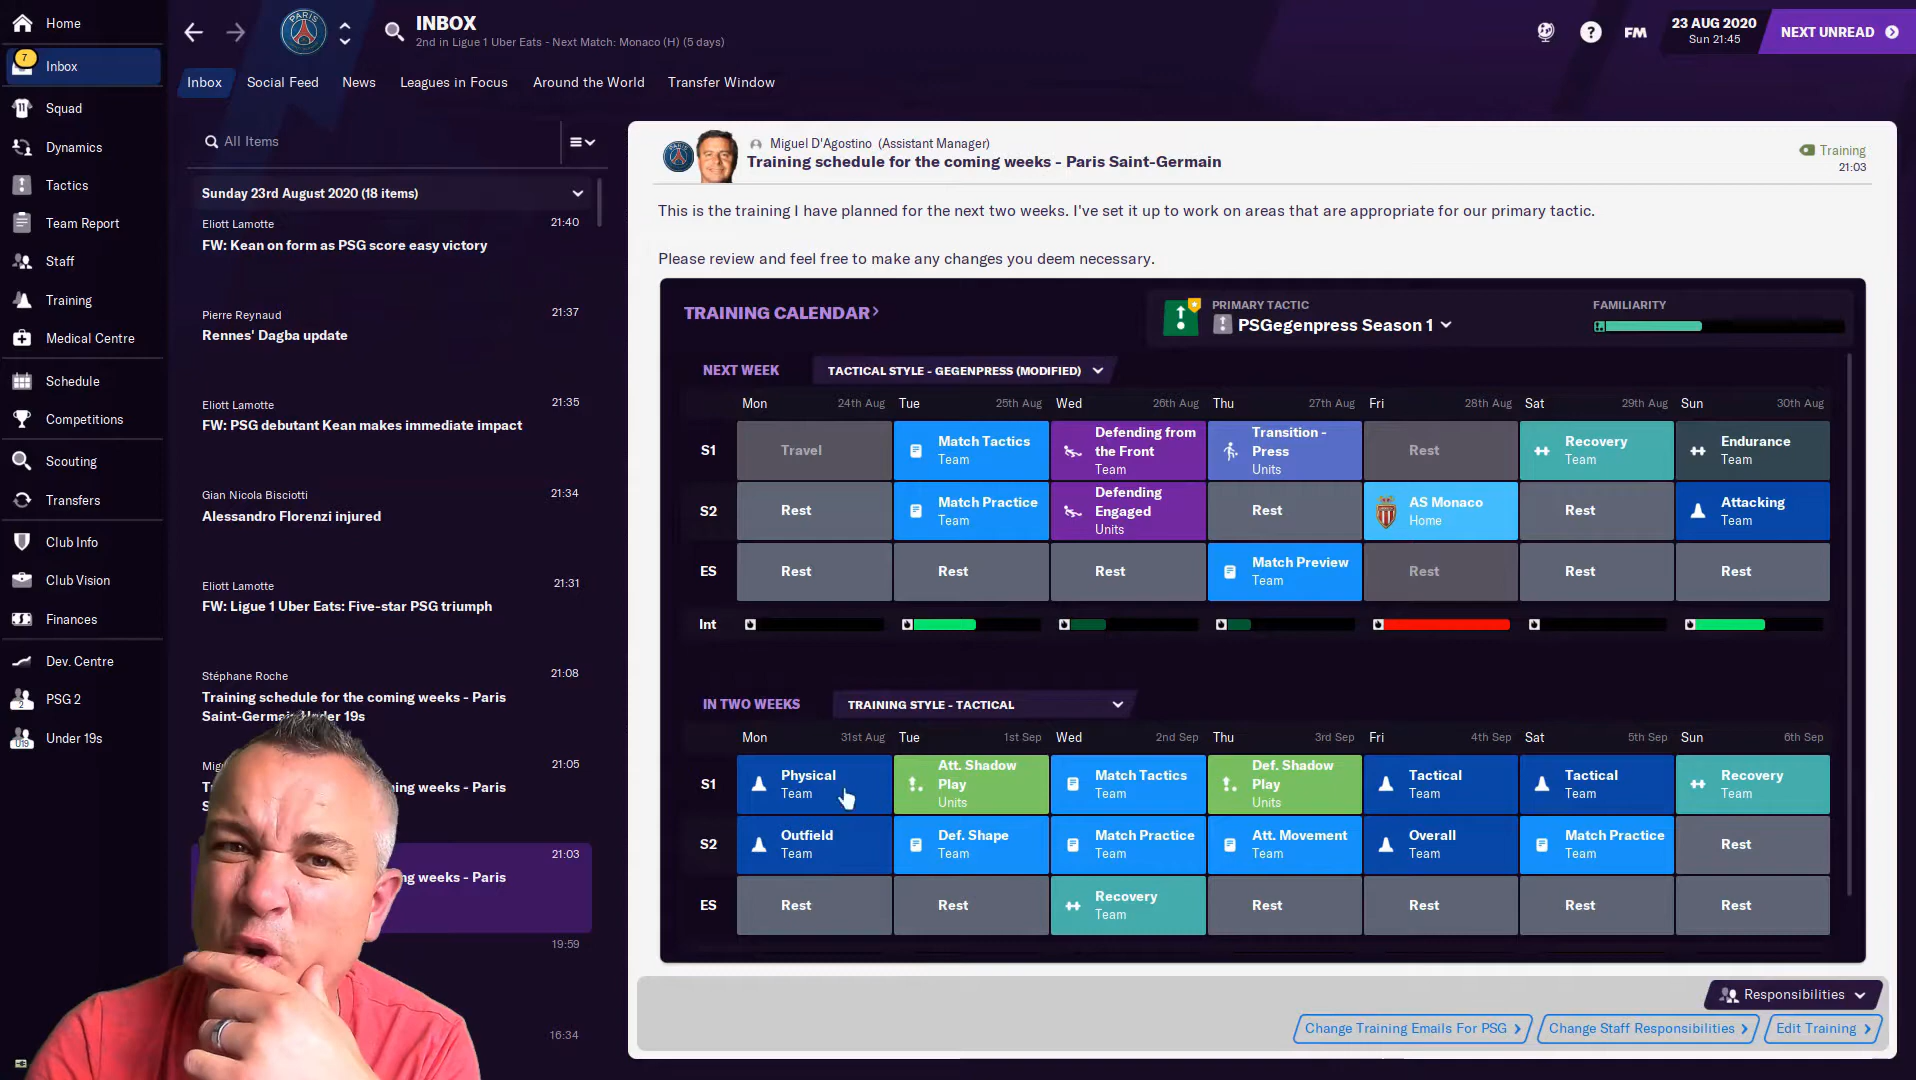 Home
7
Inbox
Squad
Dynamics
Tactics
Team Report
Staff
Training
Medical Centre
Schedule
Competitions
Scouting
Transfers
Club Info
Club Vision
Finances
Dev. Centre
PSG 2
Under 19s
INBOX
2nd in Ligue 1 Uber Eats - Next Match: Monaco (H) (5 days)
FM
23 AUG 2020
Sun 21:45
NEXT UNREAD
Inbox Social Feed News Leagues in Focus Around the World Transfer Window
All Items
Sunday 23rd August 2020 (18 items)
Eliott Lamotte 21:40
FW: Kean on form as PSG score easy victory
Pierre Reynaud 21:37
Rennes' Dagba update
Eliott Lamotte 21:35
FW: PSG debutant Kean makes immediate impact
Gian Nicola Bisciotti 21:34
Alessandro Florenzi injured
Eliott Lamotte 21:31
FW: Ligue 1 Uber Eats: Five-star PSG triumph
Stéphane Roche 21:08
Training schedule for the coming weeks - Paris
Saint-Germain Under 19s
21:05
ming weeks - Paris
21:03
ng weeks - Paris
19:59
16:34
Miguel D'Agostino (Assistant Manager)
Training schedule for the coming weeks - Paris Saint-Germain
Training
21:03
This is the training I have planned for the next two weeks. I've set it up to work on areas that are appropriate for our primary tactic.
Please review and feel free to make any changes you deem necessary.
TRAINING CALENDAR
PRIMARY TACTIC
PSGegenpress Season 1
FAMILIARITY
NEXT WEEK TACTICAL STYLE - GEGENPRESS (MODIFIED)
Mon 24th Aug Tue 25th Aug Wed 26th Aug Thu 27th Aug Fri 28th Aug Sat 29th Aug Sun 30th Aug
S1 Travel Match Tactics Team Defending from the Front Team Transition - Press Units Rest Recovery Team Endurance Team
S2 Rest Match Practice Team Defending Engaged Units Rest AS Monaco Home Rest Attacking Team
ES Rest Rest Rest Match Preview Team Rest Rest Rest
Int
IN TWO WEEKS TRAINING STYLE - TACTICAL
Mon 31st Aug Tue 1st Sep Wed 2nd Sep Thu 3rd Sep Fri 4th Sep Sat 5th Sep Sun 6th Sep
S1 Physical Team Att. Shadow Play Units Match Tactics Team Def. Shadow Play Units Tactical Team Tactical Team Recovery Team
S2 Outfield Team Def. Shape Team Match Practice Team Att. Movement Team Overall Team Match Practice Team Rest
ES Rest Rest Recovery Team Rest Rest Rest Rest
Responsibilities
Change Training Emails For PSG Change Staff Responsibilities Edit Training